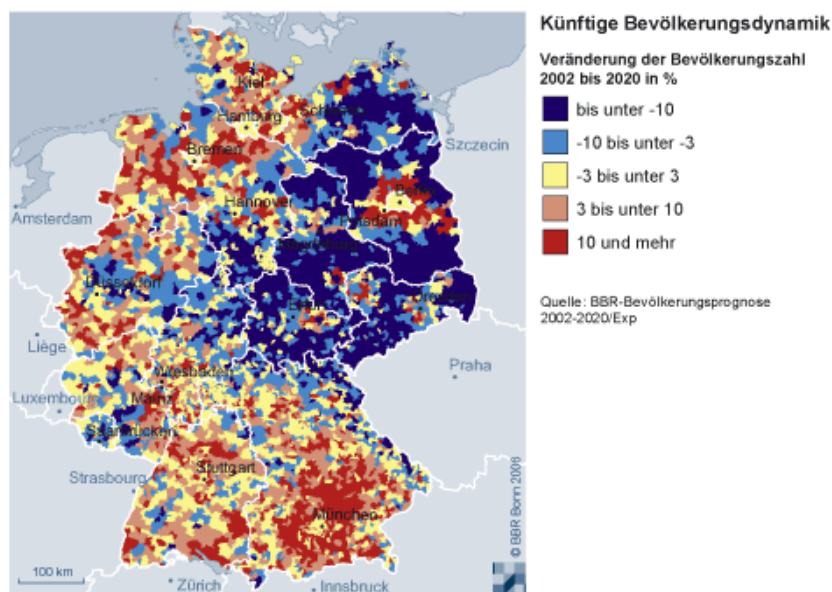 Künftige Bevölkerungsdynamik
Veränderung der Bevölkerungszahl
2002 bis 2020 in %
bis unter -10
-10 bis unter -3
-3 bis unter 3
3 bis unter 10
10 und mehr
Quelle: BBR-Bevölkerungsprognose
2002-2020/Exp
Kiel
Hamburg
Szczecin
Bremen
Berlin
Hannover
Potsdam
Amsterdam
Magdeburg
Düsseldorf
Dresden
Erfurt
Liège
Praha
Wiesbaden
Luxembourg
Mainz
Saarbrücken
Stuttgart
Strasbourg
München
© BBR Bonn 2006
100 km
Zürich
Innsbruck